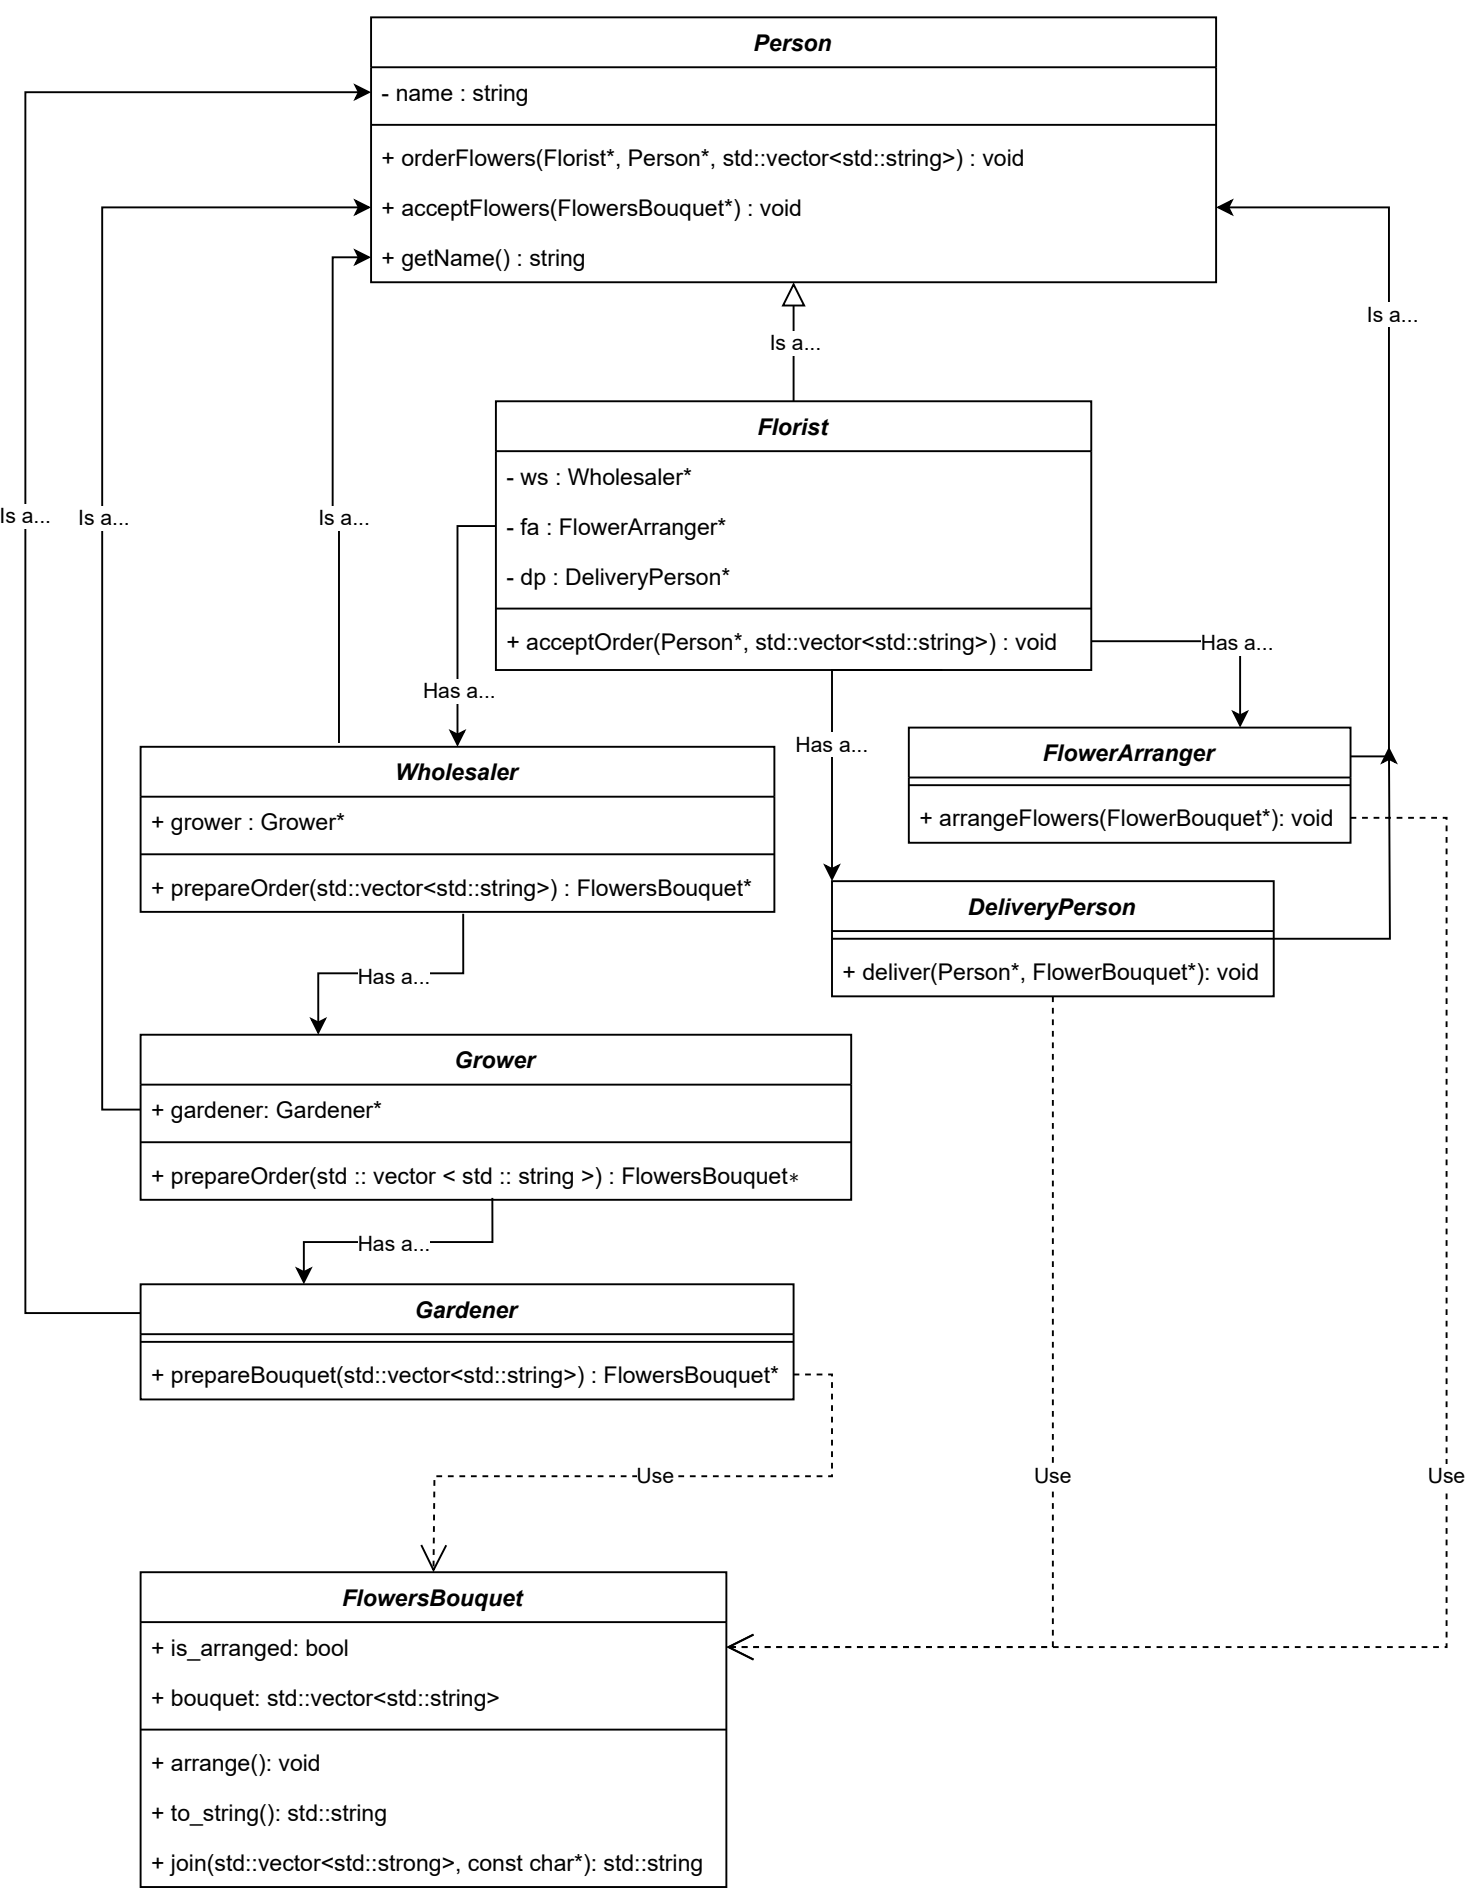 Person
- name : string
+ orderFlowers(Florist*, Person*, std::vector<std::string>) : void
+ acceptFlowers(FlowersBouquet*) : void
+ getName() : string
Is a...
Is a...
Florist
- ws : Wholesaler*
- fa : FlowerArranger*
- dp : DeliveryPerson*
+ acceptOrder(Person*, std::vector<std::string>) : void
Is a...
Is a...
Is a...
Has a...
Has a...
Has a...
FlowerArranger
+ arrangeFlowers(FlowerBouquet*): void
Wholesaler
+ grower : Grower*
+ prepareOrder(std::vector<std::string>) : FlowersBouquet*
DeliveryPerson
+ deliver(Person*, FlowerBouquet*): void
Has a...
Grower
+ gardener: Gardener*
+ prepareOrder(std :: vector < std :: string >) : FlowersBouquet∗
Has a...
Gardener
+ prepareBouquet(std::vector<std::string>) : FlowersBouquet*
Use
Use
Use
FlowersBouquet
+ is_arranged: bool
+ bouquet: std::vector<std::string>
+ arrange(): void
+ to_string(): std::string
+ join(std::vector<std::strong>, const char*): std::string